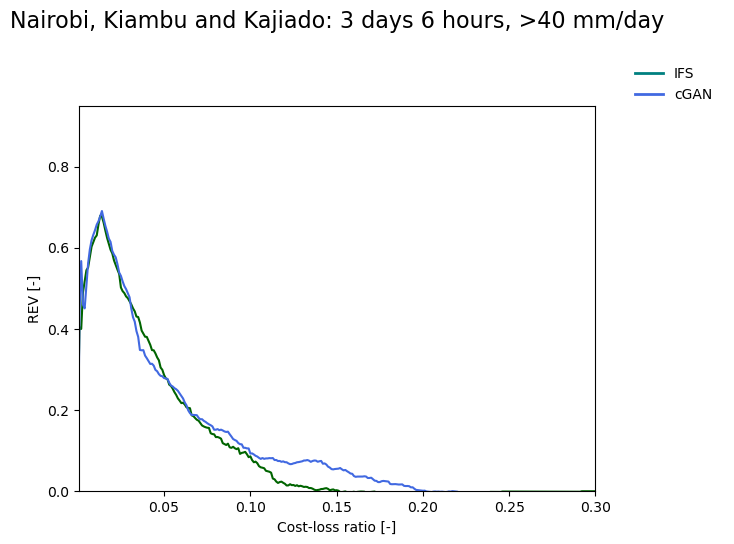 Nairobi, Kiambu and Kajiado: 3 days 6 hours, >40 mm/day
IFS
cGAN
0.8
0.6
0.4
0.2
0.0
REV [-]
0.05
0.10
0.15
0.20
0.25
0.30
Cost-loss ratio [-]